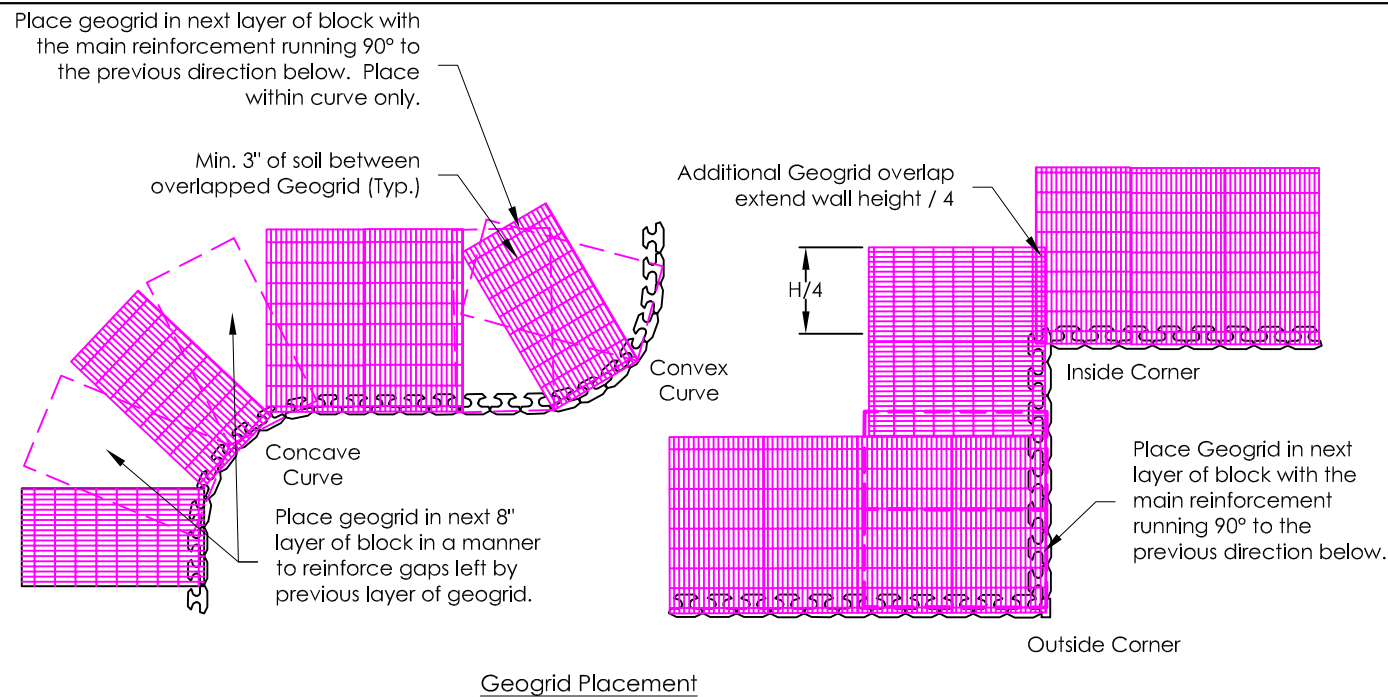 Place geogrid in next layer of block with
the main reinforcement running 90° to
the previous direction below.  Place
within curve only.
Min. 3" of soil between
overlapped Geogrid (Typ.)
Additional Geogrid overlap
extend wall height / 4
H/4
Convex
Curve
Inside Corner
Concave
Curve
Place geogrid in next 8"
layer of block in a manner
to reinforce gaps left by
previous layer of geogrid.
Place Geogrid in next
layer of block with the
main reinforcement
running 90° to the
previous direction below.
Outside Corner
Geogrid Placement